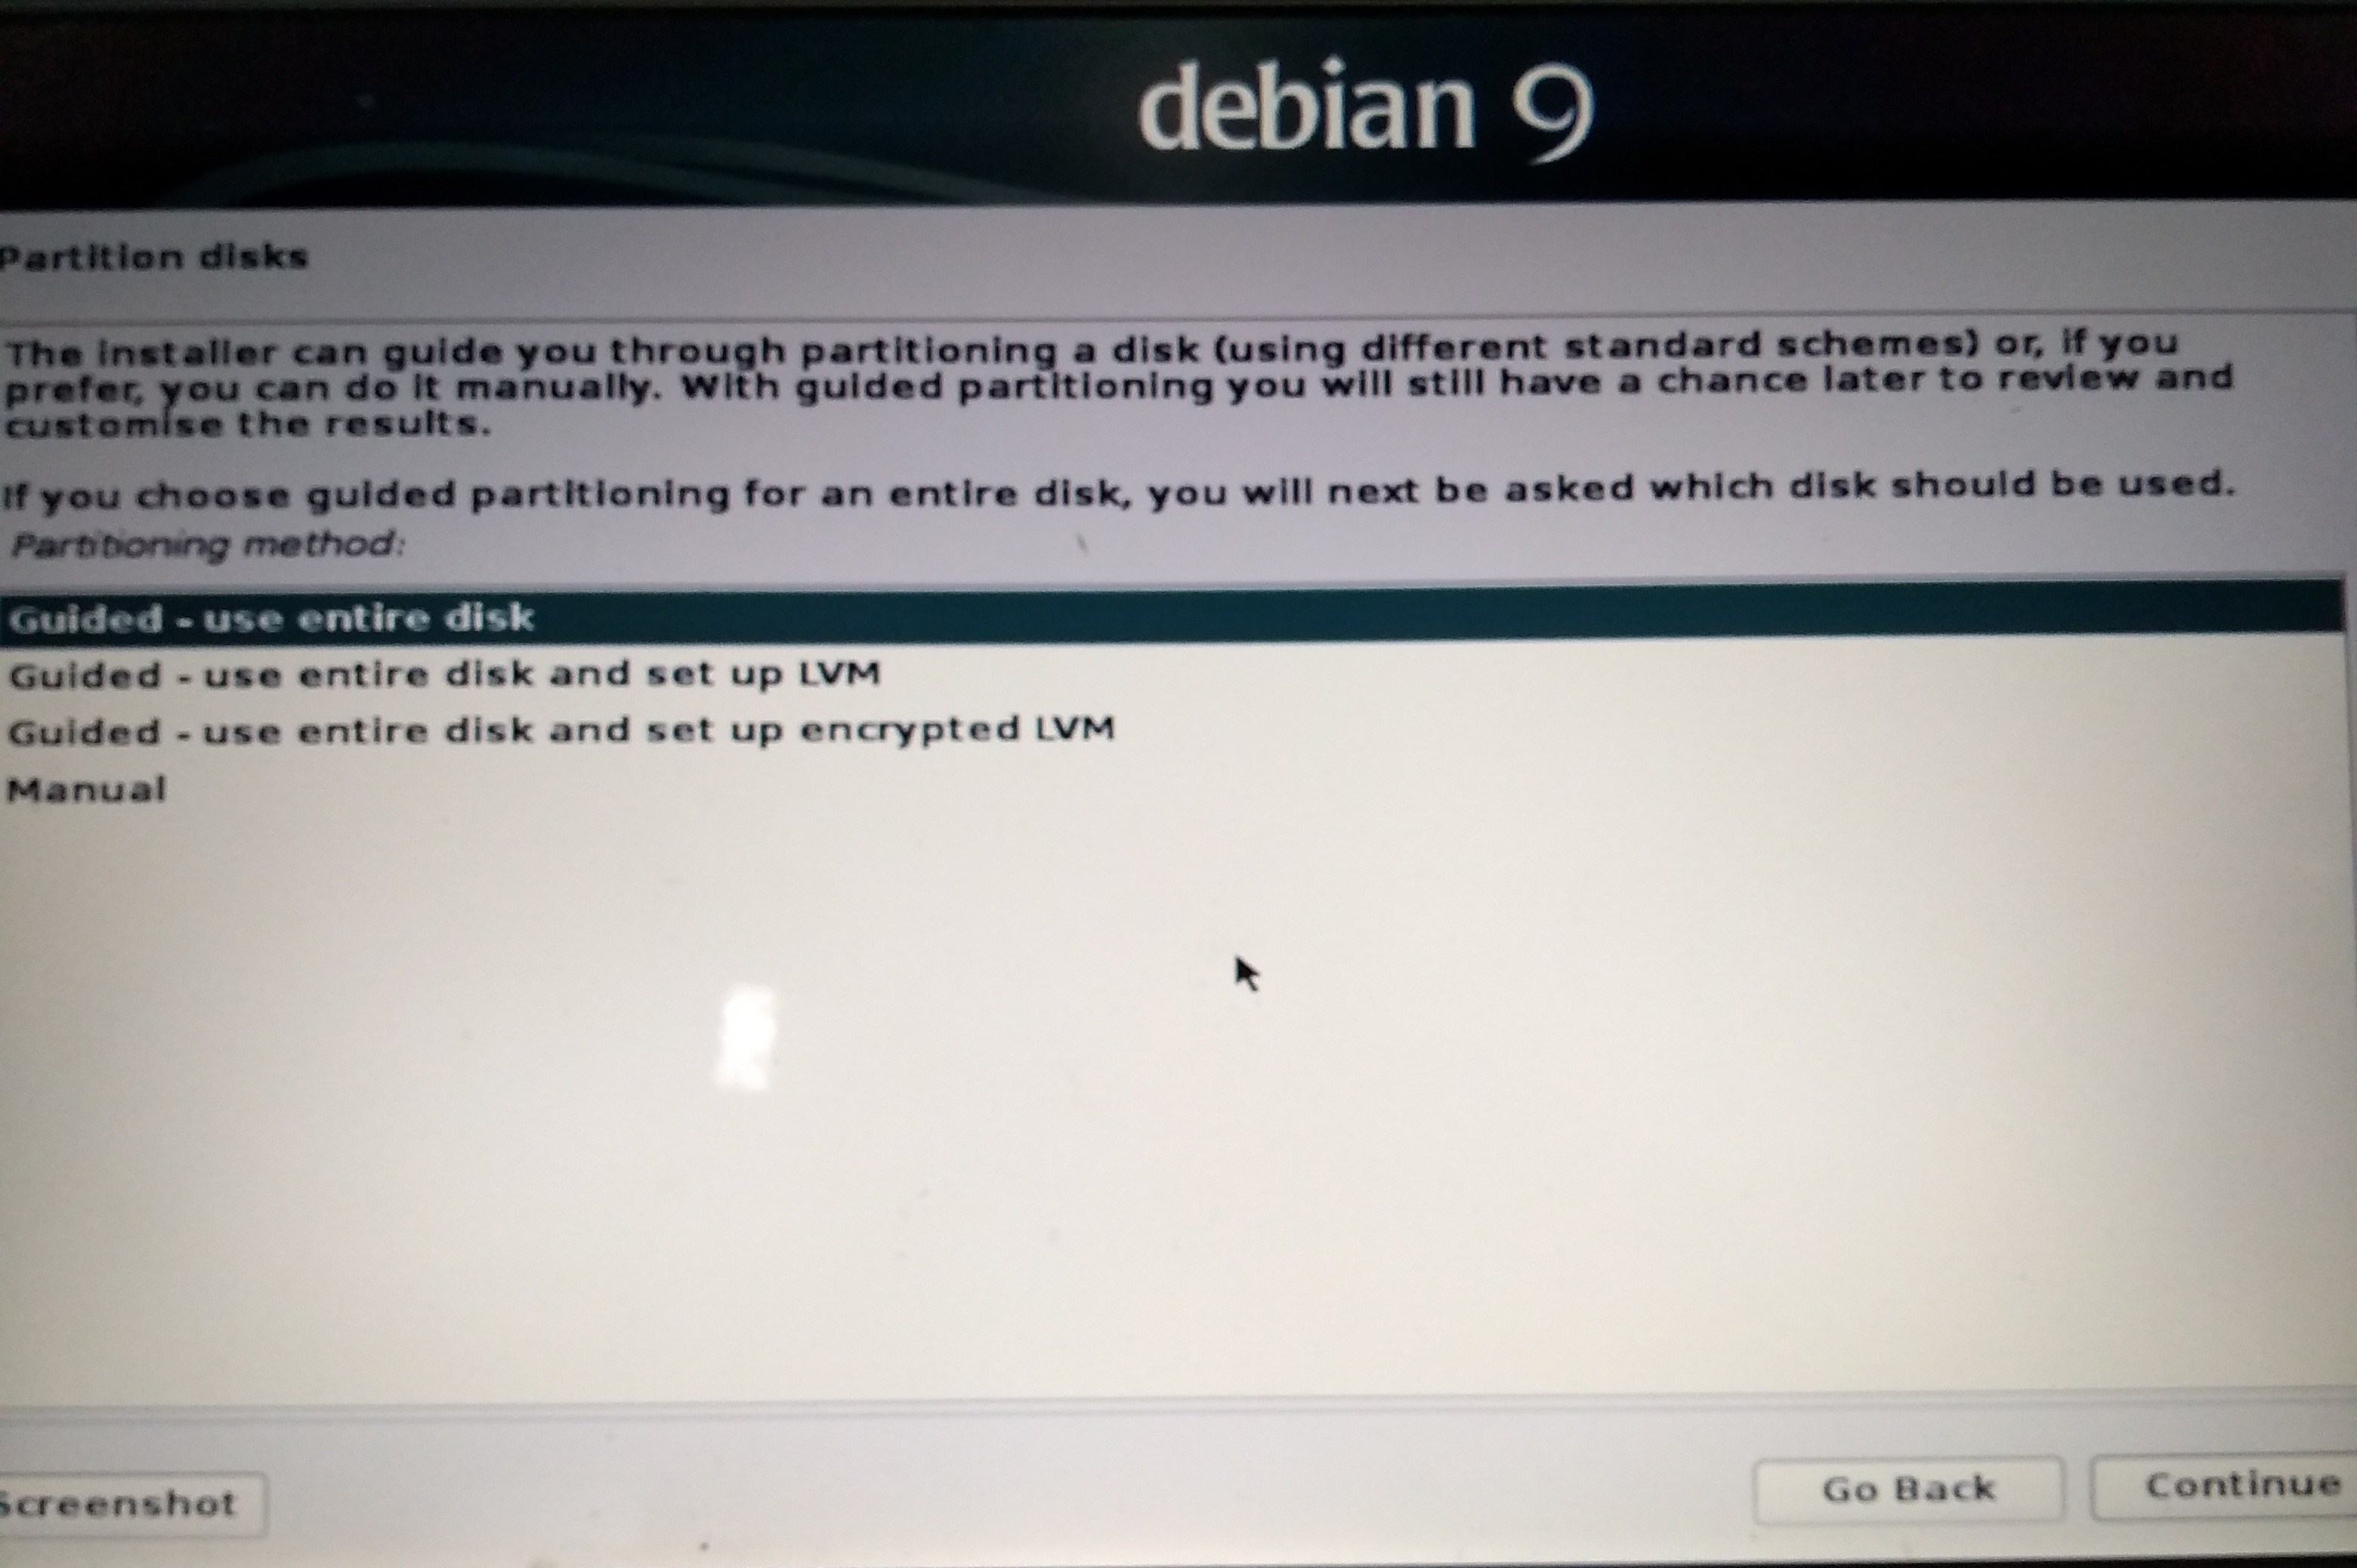 debian 9
Partition disks
The installer can guide you through partitioning a disk (using different standard schemes) or, if you
prefer, you can do it manually. With guided partitioning you will still have a chance later to review and
customise the results.
If you choose guided partitioning for an entire disk, you will next be asked which disk should be used.
Partitioning method:
Guided - use entire disk
Guided - use entire disk and set up LVM
Guided - use entire disk and set up encrypted LVM
Manual
Screenshot
Go Back
Continue